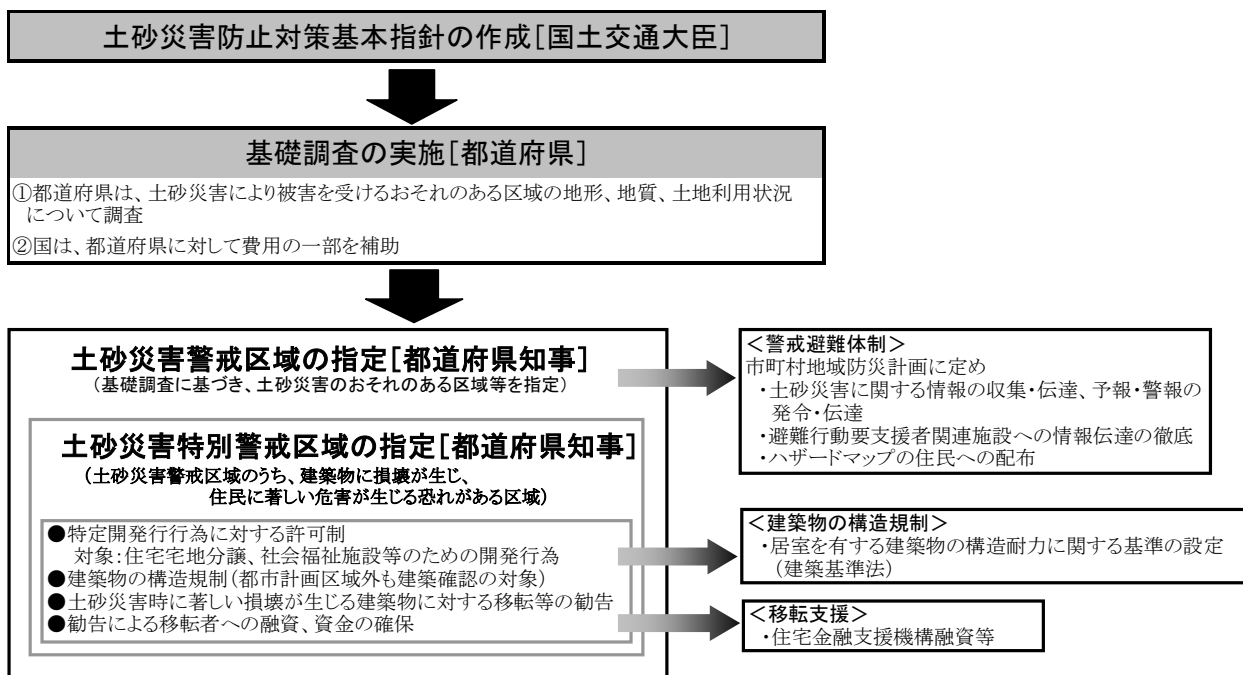 土砂災害防止対策基本指針の作成[国土交通大臣]
基礎調査の実施[都道府県]
①都道府県は、土砂災害により被害を受けるおそれのある区域の地形、地質、土地利用状況
について調査
②国は、都道府県に対して費用の一部を補助
土砂災害警戒区域の指定[都道府県知事]
(基礎調査に基づき、土砂災害のおそれのある区域等を指定)
土砂災害特別警戒区域の指定[都道府県知事]
(土砂災害警戒区域のうち、建築物に損壊が生じ、
住民に著しい危害が生じる恐れがある区域)
●特定開発行行為に対する許可制
対象:住宅宅地分譲、社会福祉施設等のための開発行為
●建築物の構造規制(都市計画区域外も建築確認の対象)
●土砂災害時に著しい損壊が生じる建築物に対する移転等の勧告
●勧告による移転者への融資、資金の確保
<警戒避難体制>
市町村地域防災計画に定め
・土砂災害に関する情報の収集・伝達、予報・警報の
発令・伝達
・避難行動要支援者関連施設への情報伝達の徹底
・ハザードマップの住民への配布
<建築物の構造規制>
・居室を有する建築物の構造耐力に関する基準の設定
(建築基準法)
<移転支援>
・住宅金融支援機構融資等